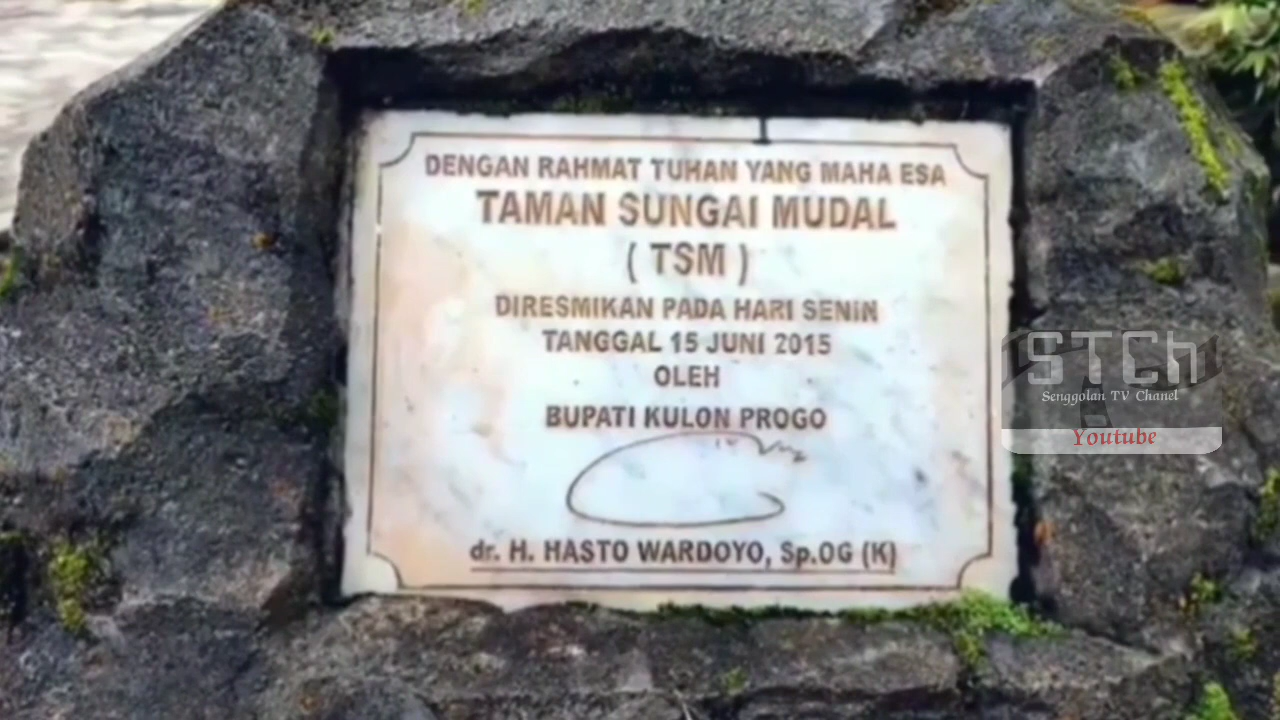 DENGAN RAHMAT TUHAN YANG MAHA ESA
TAMAN SUNGAI MUDAL
( TSM )
DIRESMIKAN PADA HARI SENIN
TANGGAL 15 JUNI 2015
OLEH
BUPATI KULON PROGO
dr. H. HASTO WARDOYO, Sp.OG (K)
STCh
Senggolan TV Chanel
Youtube